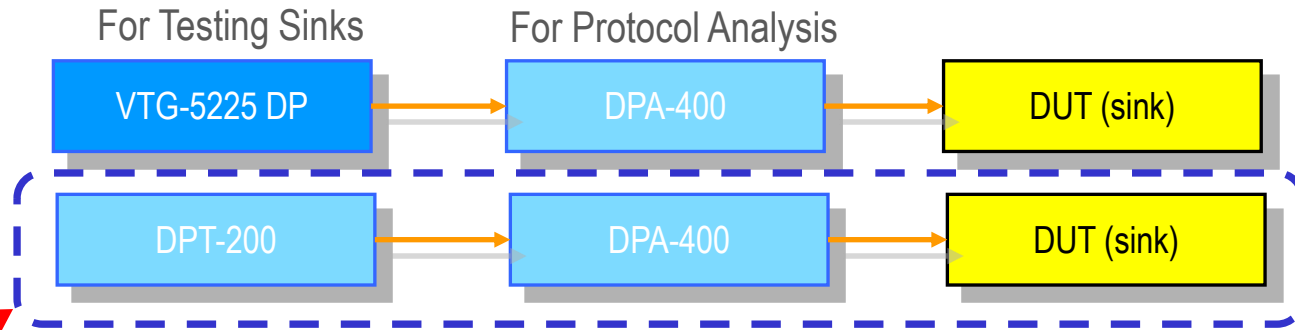 For Testing Sinks
For Protocol Analysis
VTG-5225 DP
DPA-400
DUT (sink)
DPT-200
DPA-400
DUT (sink)